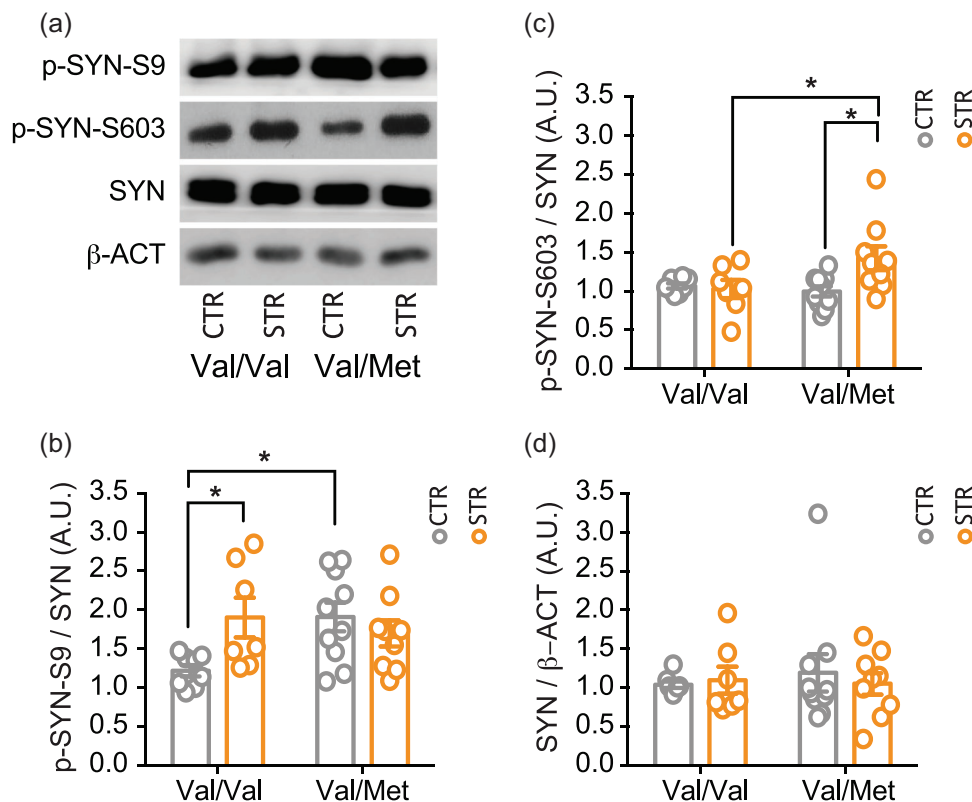 (a)
p-SYN-S9
p-SYN-S603
SYN
β-ACT
CTR STR CTR STR
Val/Val Val/Met
(b)
p-SYN-S9 / SYN (A.U.)
3.5
3.0
2.5
2.0
1.5
1.0
0.5
0.0
*
*
Val/Val Val/Met
CTR
STR
(c)
p-SYN-S603 / SYN (A.U.)
3.5
3.0
2.5
2.0
1.5
1.0
0.5
0.0
*
*
Val/Val Val/Met
CTR
STR
(d)
SYN / β–ACT (A.U.)
3.5
3.0
2.5
2.0
1.5
1.0
0.5
0.0
Val/Val Val/Met
CTR
STR